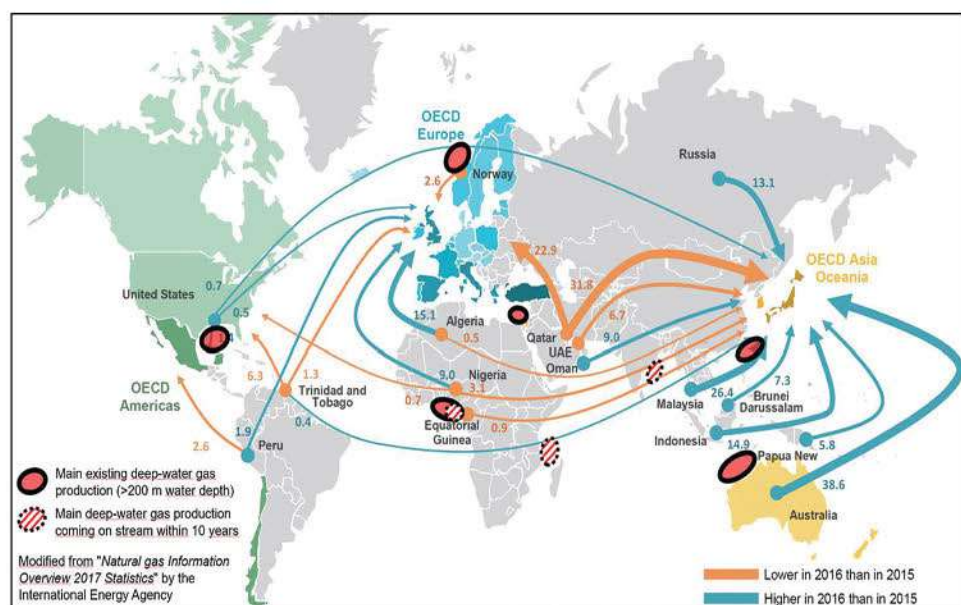 OECD
Europe
Norway
2.6
Russia
13.1
OECD Asia
Oceania
22.9
31.8
6.7
9.0
United States
0.7
0.5
15.1
Algeria
0.5
Qatar
UAE
Oman
OECD
Americas
6.3
1.3
Trinidad and
Tobago
0.4
9.0
Nigeria
3.1
0.7
Equatorial
Guinea
0.9
2.6
1.9
Peru
Malaysia
26.4
Brunei
Darussalam
7.3
Indonesia
14.9
Papua New
5.8
38.6
Australia
Main existing deep-water gas
production (>200 m water depth)
Main deep-water gas production
coming on stream within 10 years
Modified from "Natural gas Information
Overview 2017 Statistics" by the
International Energy Agency
Lower in 2016 than in 2015
Higher in 2016 than in 2015